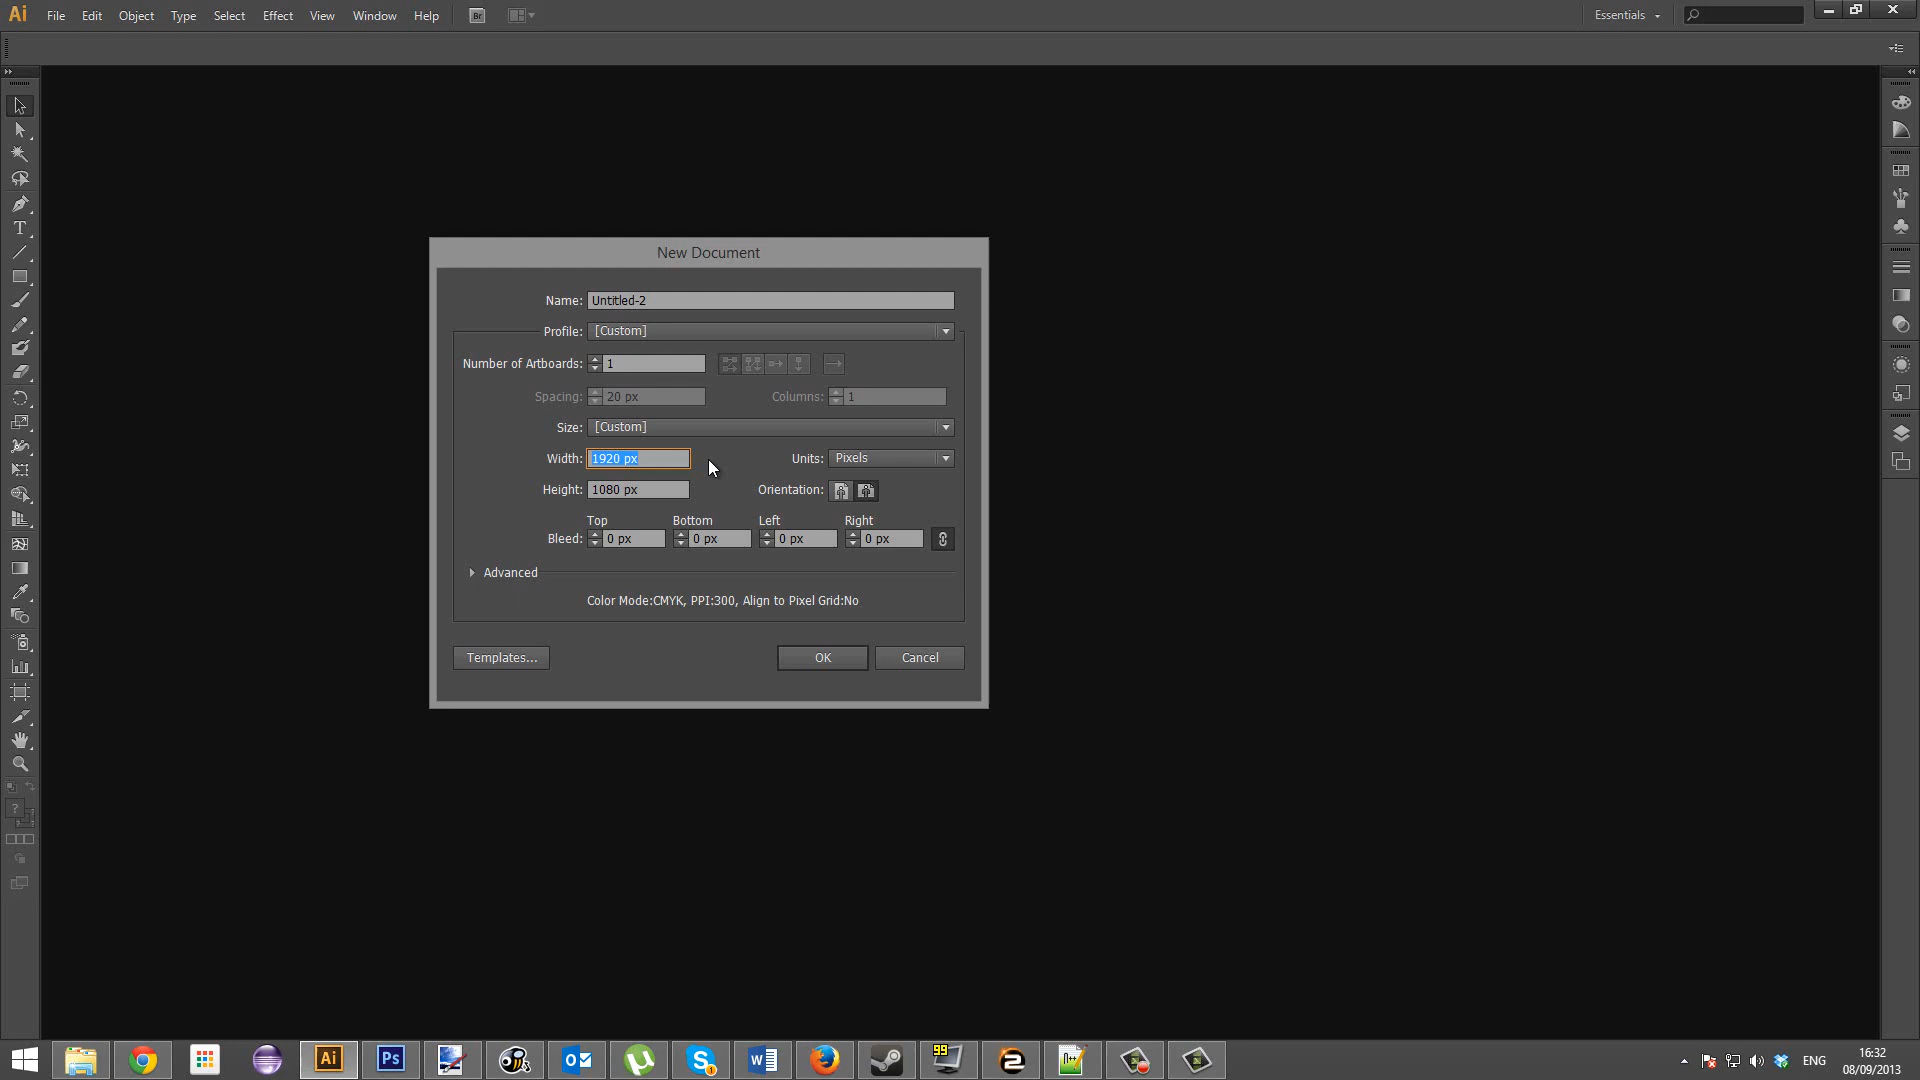 Ai File Edit Object Type Select Effect View Window Help Br Essentials
New Document
Name: Untitled-2
Profile: [Custom]
Number of Artboards: 1
Spacing: 20 px Columns: 1
Size: [Custom]
Width: 1920 px Units: Pixels
Height: 1080 px Orientation:
Top Bottom Left Right
Bleed: 0 px 0 px 0 px 0 px
Advanced
Color Mode:CMYK, PPI:300, Align to Pixel Grid:No
Templates... OK Cancel
T
?
Ai Ps 1 99 ENG 16:32
08/09/2013